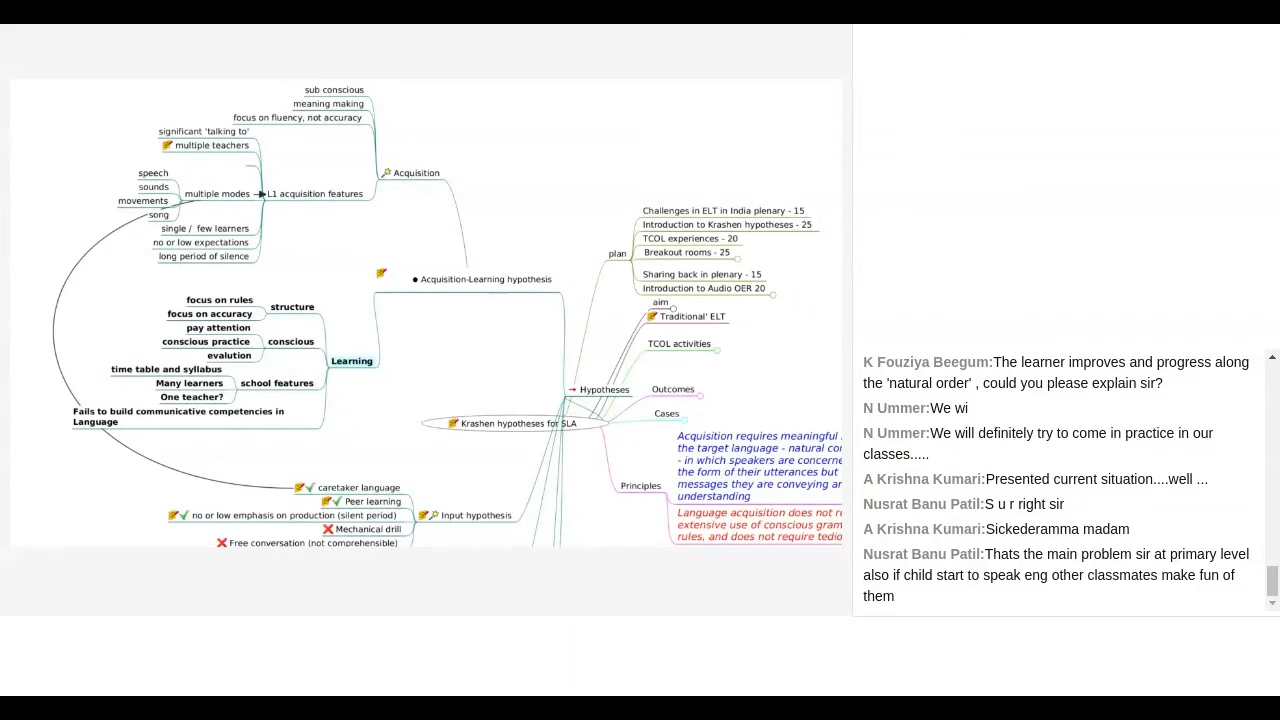 sub conscious
meaning making
focus on fluency, not accuracy
significant 'talking to'
multiple teachers
Acquisition
speech
sounds
multiple modes
L1 acquisition features
movements
song
single / few learners
no or low expectations
long period of silence
Acquisition-Learning hypothesis
focus on rules
structure
focus on accuracy
pay attention
conscious practice
conscious
evalution
Learning
time table and syllabus
Many learners
school features
One teacher?
Fails to build communicative competencies in
Language
caretaker language
Peer learning
no or low emphasis on production (silent period)
Input hypothesis
Mechanical drill
Free conversation (not comprehensible)
Challenges in ELT in India plenary - 15
Introduction to Krashen hypotheses - 25
TCOL experiences - 20
plan
Breakout rooms - 25
Sharing back in plenary - 15
Introduction to Audio OER 20
aim
Traditional' ELT
TCOL activities
Hypotheses
Outcomes
Krashen hypotheses for SLA
Cases
Acquisition requires meaningful
the target language - natural co
- in which speakers are concerne
the form of their utterances but
messages they are conveying a
understanding
Principles
Language acquisition does not re
extensive use of conscious gram
rules, and does not require tedio
K Fouziya Beegum:The learner improves and progress along
the 'natural order' , could you please explain sir?
N Ummer:We wi
N Ummer:We will definitely try to come in practice in our
classes.....
A Krishna Kumari:Presented current situation....well ...
Nusrat Banu Patil:S u r right sir
A Krishna Kumari:Sickederamma madam
Nusrat Banu Patil:Thats the main problem sir at primary level
also if child start to speak eng other classmates make fun of
them